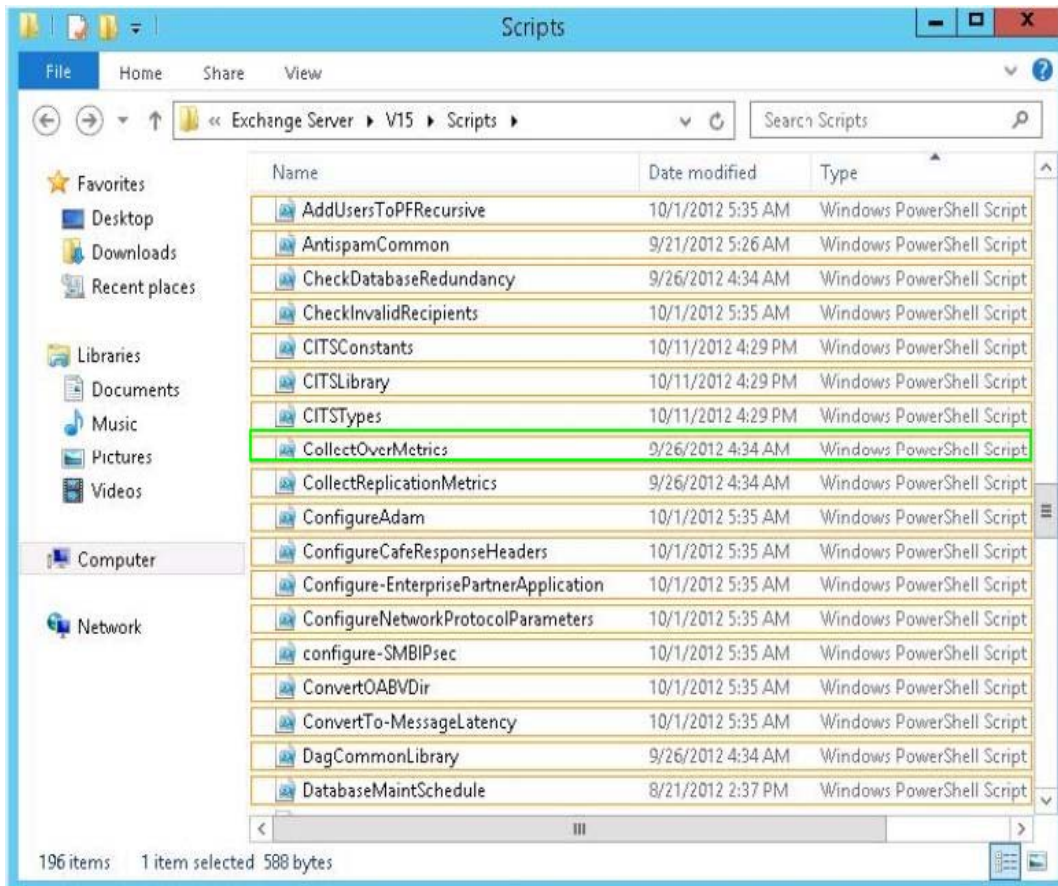 Scripts
File Home Share View
« Exchange Server ▸ V15 ▸ Scripts ▸
Search Scripts
Favorites
Desktop
Downloads
Recent places
Libraries
Documents
Music
Pictures
Videos
Computer
Network
Name Date modified Type
AddUsersToPFRecursive 10/1/2012 5:35 AM Windows PowerShell Script
AntispamCommon 9/21/2012 5:26 AM Windows PowerShell Script
CheckDatabaseRedundancy 9/26/2012 4:34 AM Windows PowerShell Script
CheckInvalidRecipients 10/1/2012 5:35 AM Windows PowerShell Script
CITSConstants 10/11/2012 4:29 PM Windows PowerShell Script
CITSLibrary 10/11/2012 4:29 PM Windows PowerShell Script
CITSTypes 10/11/2012 4:29 PM Windows PowerShell Script
CollectOverMetrics 9/26/2012 4:34 AM Windows PowerShell Script
CollectReplicationMetrics 9/26/2012 4:34 AM Windows PowerShell Script
ConfigureAdam 10/1/2012 5:35 AM Windows PowerShell Script
ConfigureCafeResponseHeaders 10/1/2012 5:35 AM Windows PowerShell Script
Configure-EnterprisePartnerApplication 10/1/2012 5:35 AM Windows PowerShell Script
ConfigureNetworkProtocolParameters 10/1/2012 5:35 AM Windows PowerShell Script
configure-SMBIPsec 10/1/2012 5:35 AM Windows PowerShell Script
ConvertOABVDir 10/1/2012 5:35 AM Windows PowerShell Script
ConvertTo-MessageLatency 10/1/2012 5:35 AM Windows PowerShell Script
DagCommonLibrary 9/26/2012 4:34 AM Windows PowerShell Script
DatabaseMaintSchedule 8/21/2012 2:37 PM Windows PowerShell Script
196 items 1 item selected 588 bytes